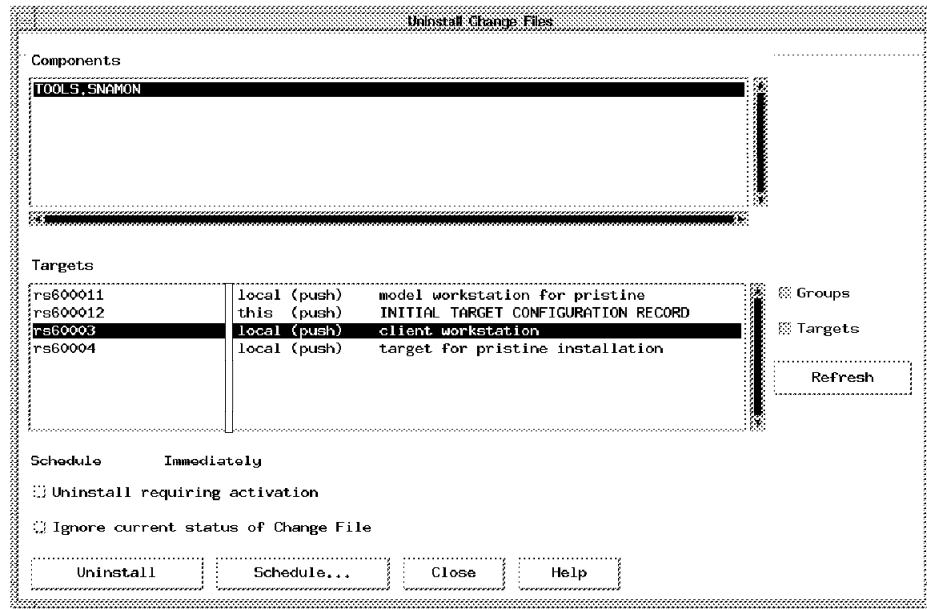 Uninstall Change Files
Components
TOOLS.SNAMON
Targets
rs600011 local (push) model workstation for pristine
rs600012 this (push) INITIAL TARGET CONFIGURATION RECORD
rs60003 local (push) client workstation
rs60004 local (push) target for pristine installation
Groups
Targets
Refresh
Schedule Immediately
Uninstall requiring activation
Ignore current status of Change File
Uninstall Schedule... Close Help